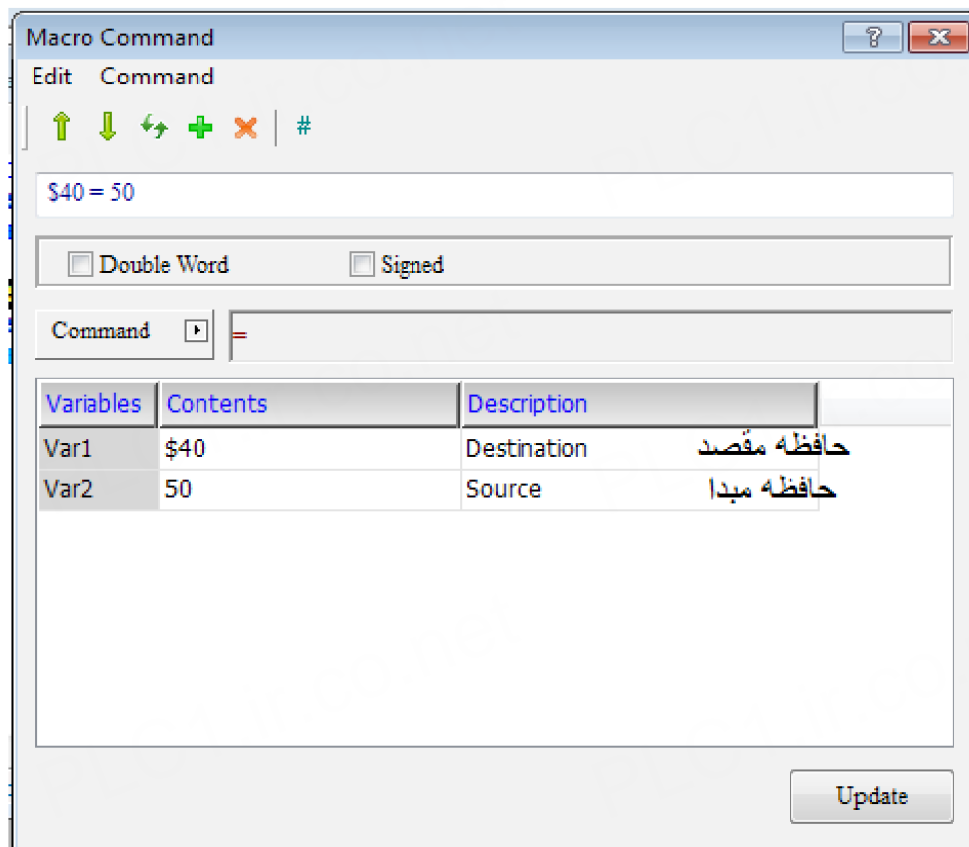 Macro Command
Edit Command
#
$40 = 50
Double Word Signed
Command =
Variables Contents Description
Var1 $40 Destination حافظه مقصد
Var2 50 Source حافظه مبدا
Update